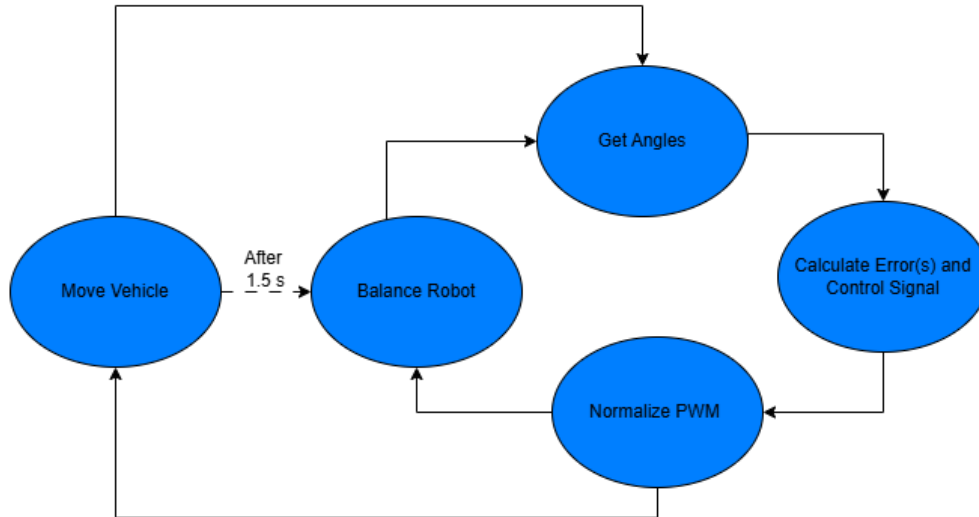 Get Angles
After
1.5 s
Move Vehicle
Balance Robot
Calculate Error(s) and
Control Signal
Normalize PWM